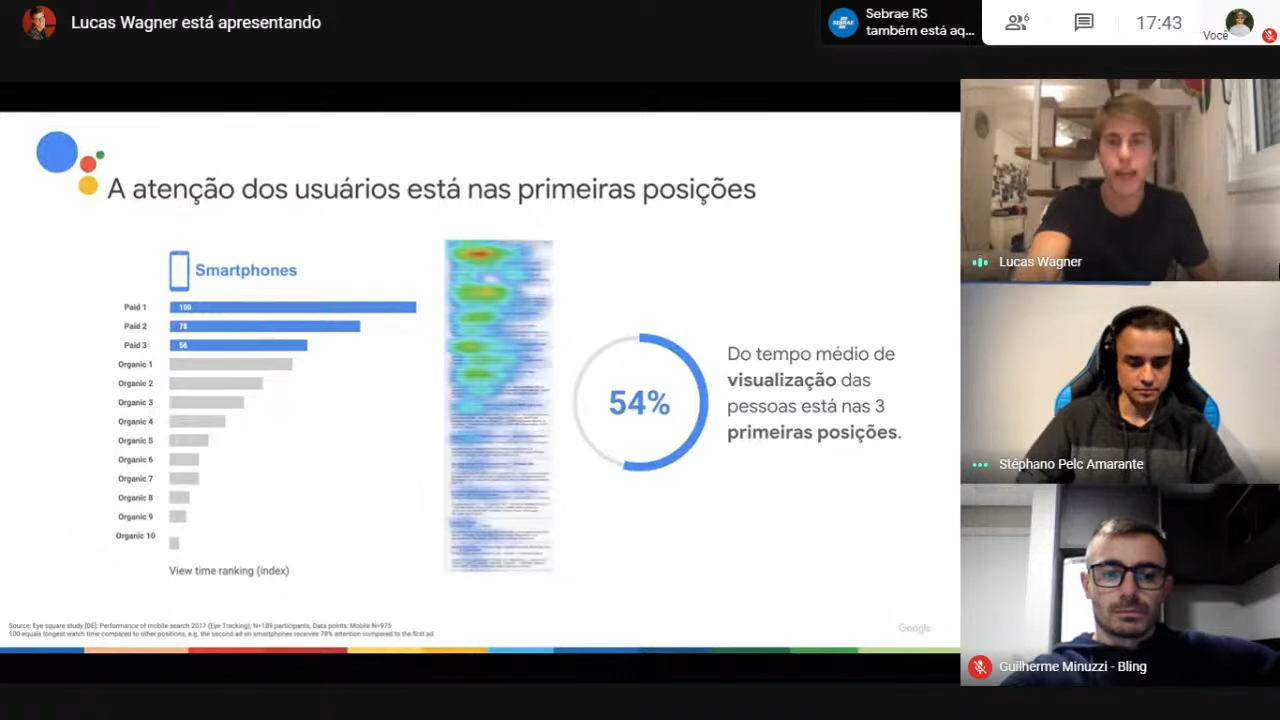 Lucas Wagner está apresentando
Sebrae RS
também está aq...
6
17:43
Você
A atenção dos usuários está nas primeiras posições
Smartphones
Paid 1
100
Paid 2
78
Paid 3
56
Organic 1
Organic 2
Organic 3
Organic 4
Organic 5
Organic 6
Organic 7
Organic 8
Organic 9
Organic 10
View time ranking (index)
54%
Do tempo médio de
visualização das
pessoas está nas 3
primeiras posições.
Source: Eye square study [DE]: Performance of mobile search 2017 (Eye Tracking); N=189 participants, Data points: Mobile N=975
100 equals longest watch time compared to other positions, e.g. the second ad on smartphones receives 78% attention compared to the first ad
Google
Lucas Wagner
Stéphano Pelc Amarante
Guilherme Minuzzi - Bling